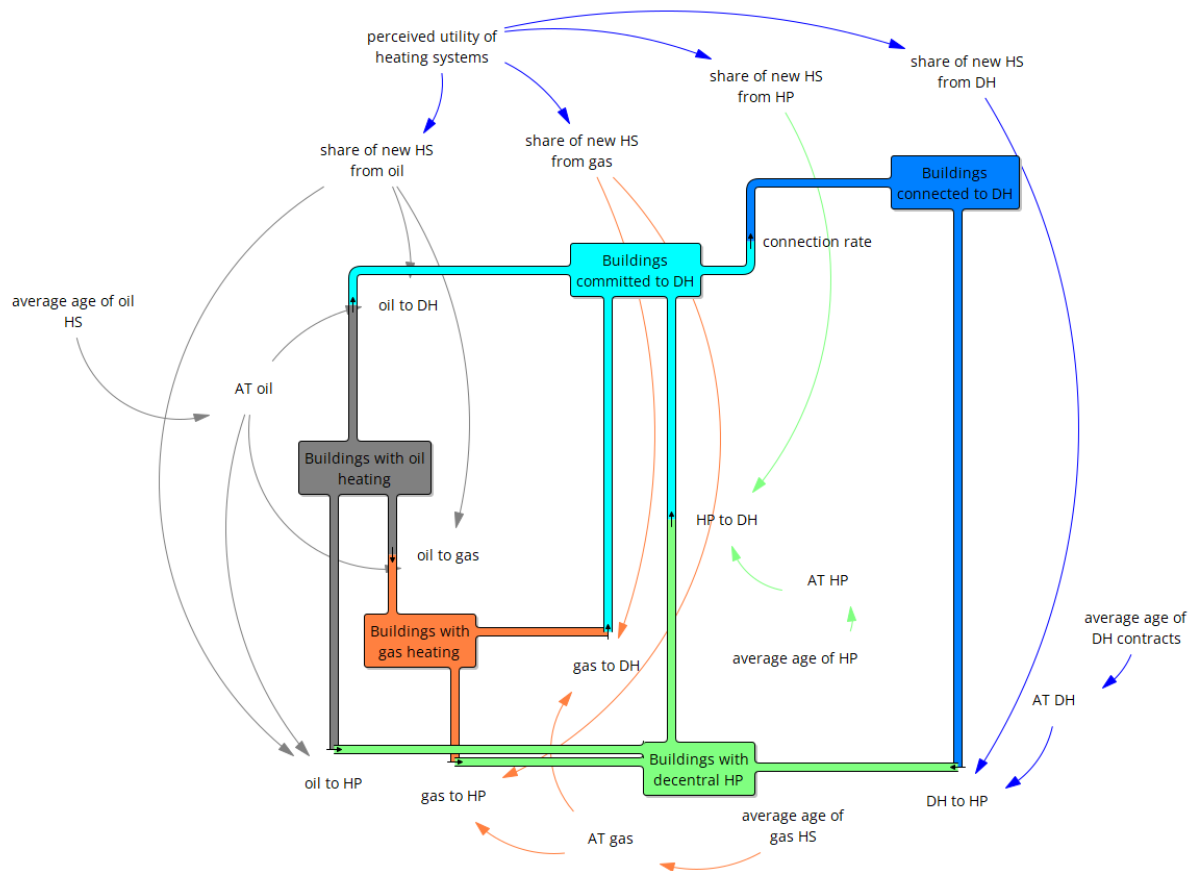 perceived utility of
heating systems
share of new HS
from DH
share of new HS
from HP
share of new HS
from oil
share of new HS
from gas
Buildings
connected to DH
connection rate
Buildings
committed to DH
average age of oil
HS
oil to DH
AT oil
Buildings with oil
heating
HP to DH
oil to gas
AT HP
Buildings with
gas heating
average age of
DH contracts
gas to DH
average age of HP
AT DH
Buildings with
decentral HP
oil to HP
gas to HP
DH to HP
average age of
gas HS
AT gas